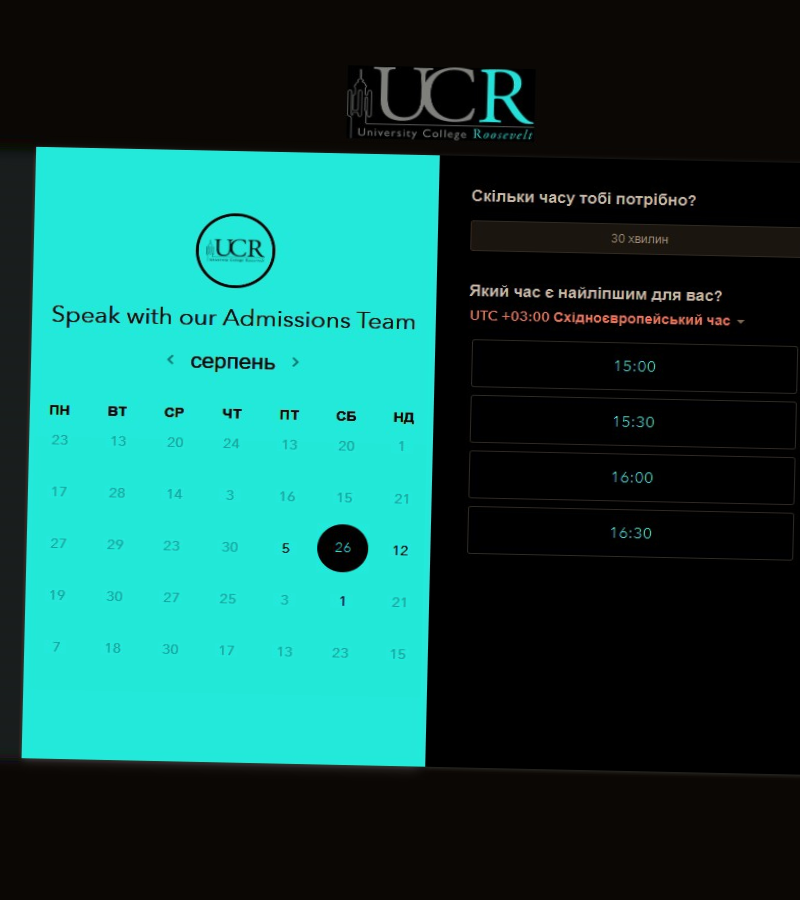 UCR
University College Roosevelt
UCR
Speak with our Admissions Team
серпень
ПН ВТ СР ЧТ ПТ СБ НД
23 13 20 24 13 20 1
17 28 14 3 16 15 21
27 29 23 30 5 26 12
19 30 27 25 3 1 21
7 18 30 17 13 23 15
Скільки часу тобі потрібно?
30 хвилин
Який час є найліпшим для вас?
UTC +03:00 Східноєвропейський час
15:00
15:30
16:00
16:30